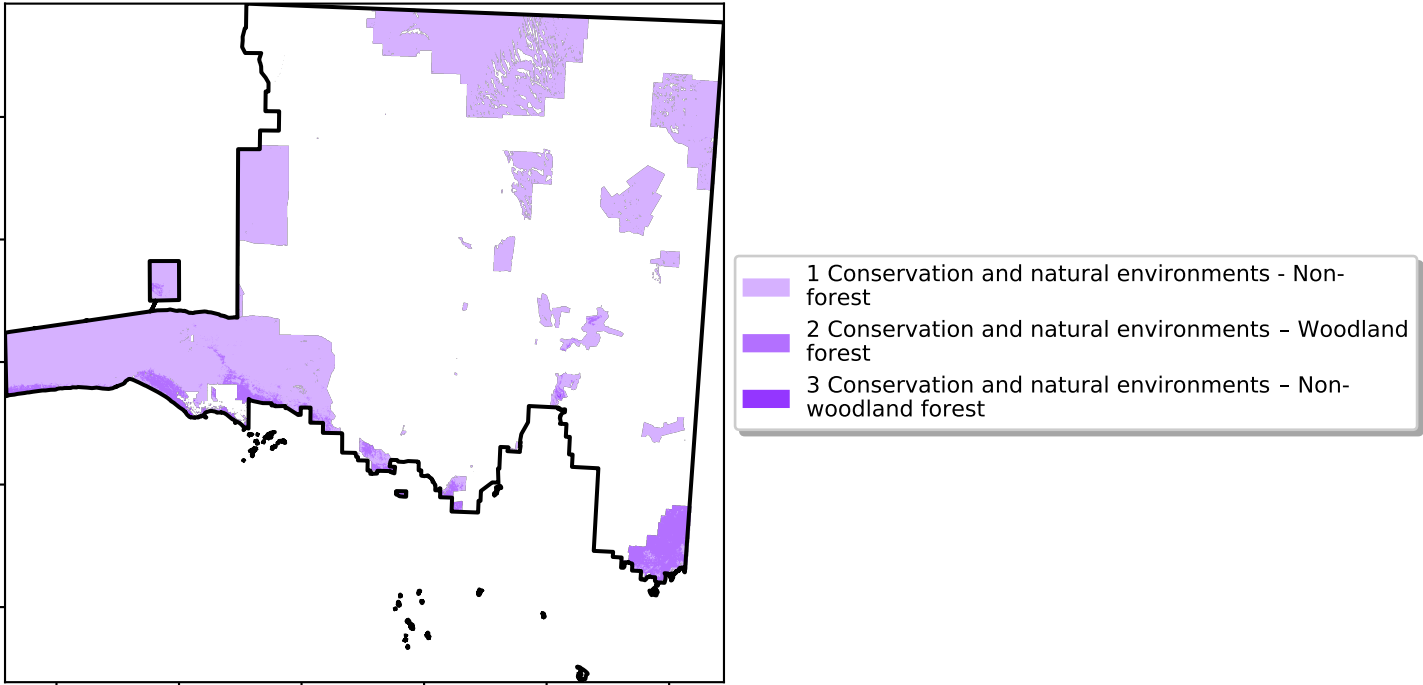 1 Conservation and natural environments - Non-
forest
2 Conservation and natural environments – Woodland
forest
3 Conservation and natural environments – Non-
woodland forest